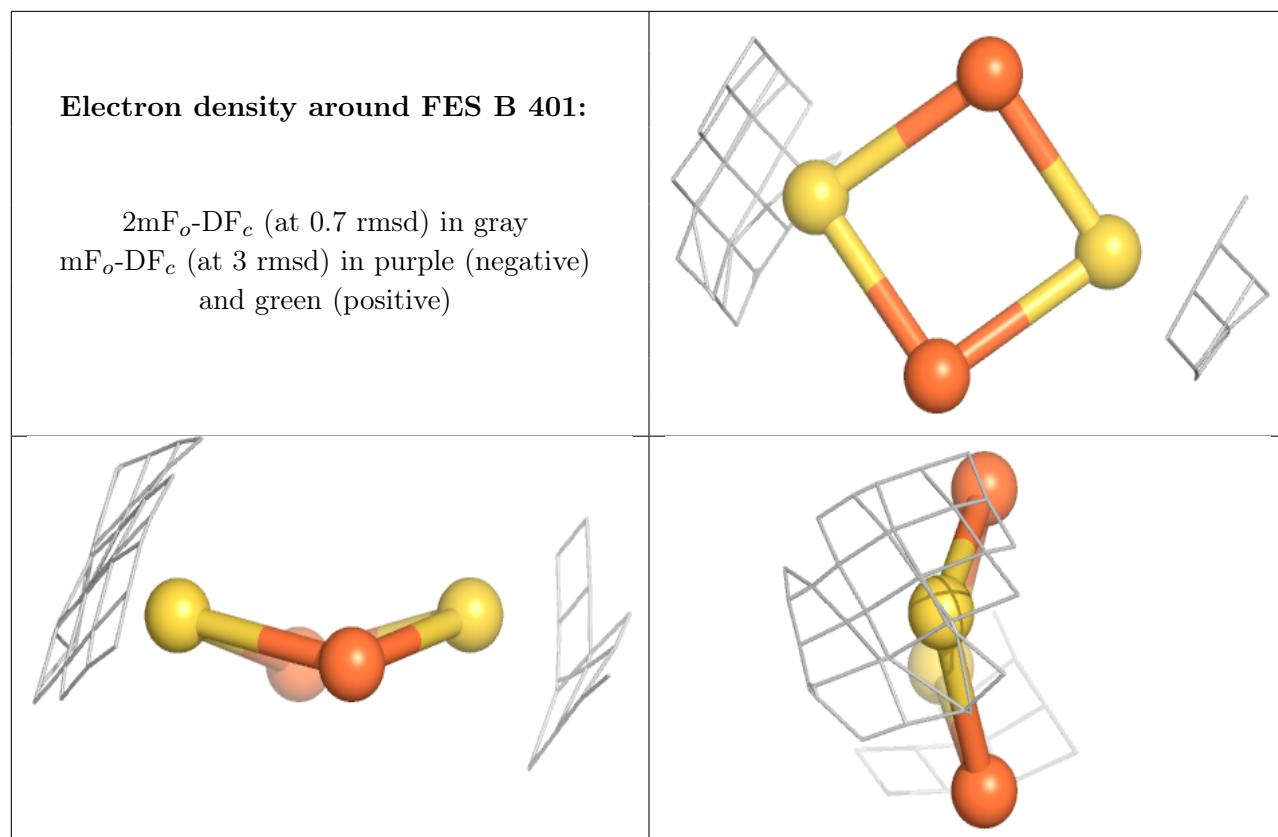 Electron density around FES B 401:
2mFo-DFc (at 0.7 rmsd) in gray
mFo-DFc (at 3 rmsd) in purple (negative)
and green (positive)